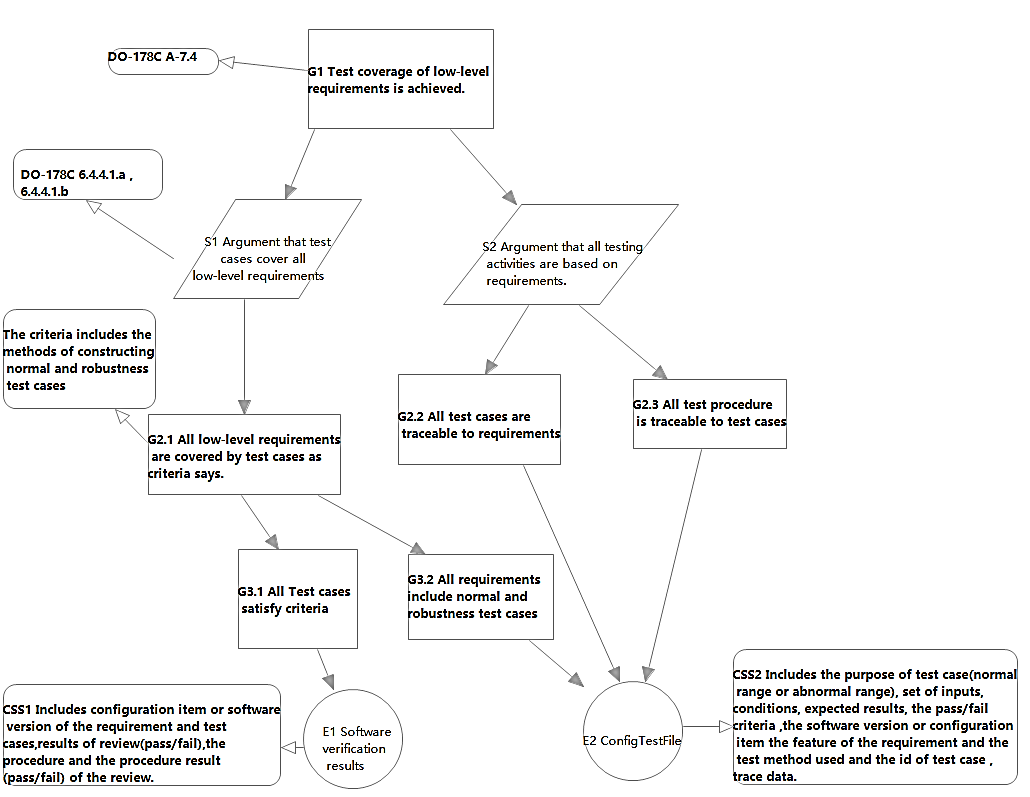 DO-178C A-7.4
G1 Test coverage of low-level
requirements is achieved.
DO-178C 6.4.4.1.a ,
6.4.4.1.b
S1 Argument that test
cases cover all
low-level requirements
S2 Argument that all testing
activities are based on
requirements.
The criteria includes the
methods of constructing
normal and robustness
test cases
G2.1 All low-level requirements
are covered by test cases as
criteria says.
G2.2 All test cases are
traceable to requirements
G2.3 All test procedure
is traceable to test cases
G3.1 All Test cases
satisfy criteria
G3.2 All requirements
include normal and
robustness test cases
CSS1 Includes configuration item or software
version of the requirement and test
cases,results of review(pass/fail),the
procedure and the procedure result
(pass/fail) of the review.
E1 Software
verification
results
E2 ConfigTestFile
CSS2 Includes the purpose of test case(normal
range or abnormal range), set of inputs,
conditions, expected results, the pass/fail
criteria ,the software version or configuration
item the feature of the requirement and the
test method used and the id of test case ,
trace data.